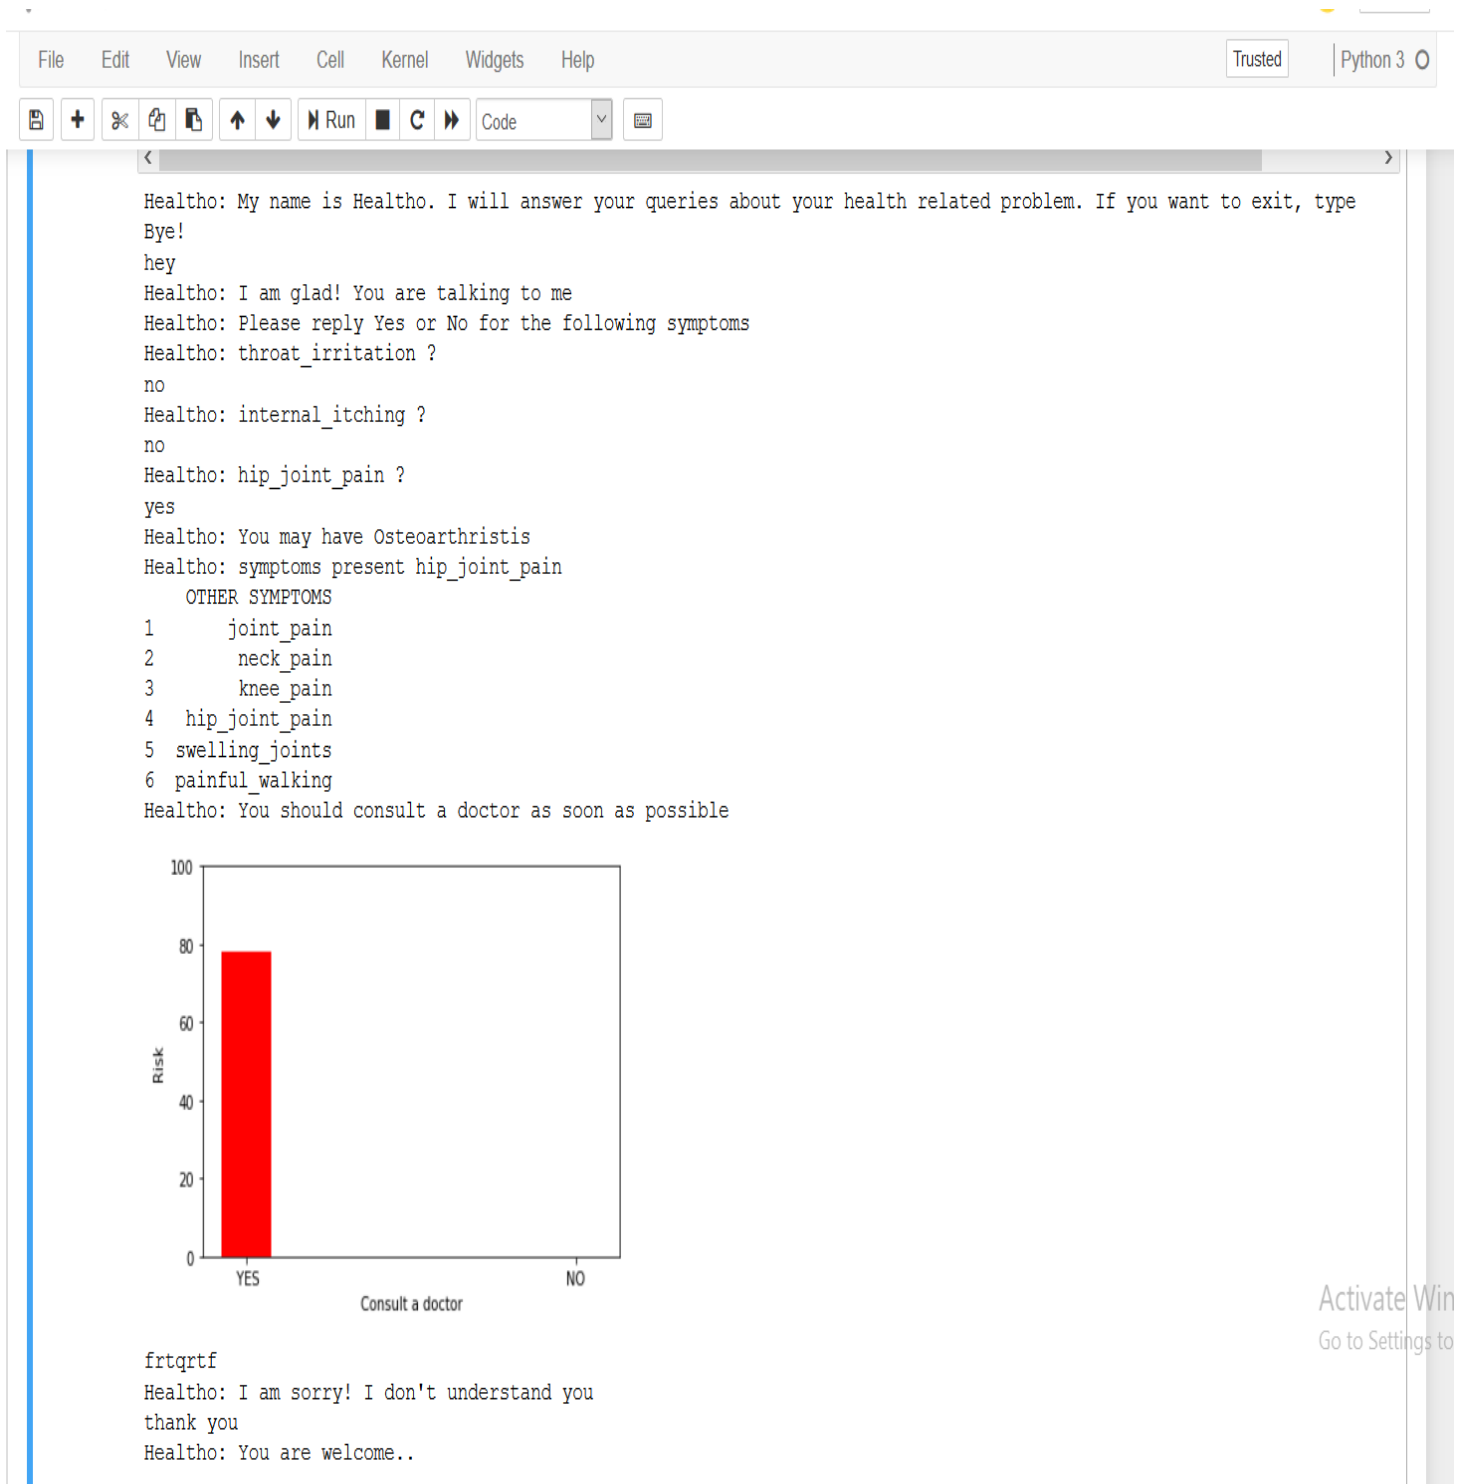 File Edit View Insert Cell Kernel Widgets Help Trusted Python 3
Run Code
Healtho: My name is Healtho. I will answer your queries about your health related problem. If you want to exit, type
Bye!
hey
Healtho: I am glad! You are talking to me
Healtho: Please reply Yes or No for the following symptoms
Healtho: throat_irritation ?
no
Healtho: internal_itching ?
no
Healtho: hip_joint_pain ?
yes
Healtho: You may have Osteoarthristis
Healtho: symptoms present hip_joint_pain
OTHER SYMPTOMS
1 joint_pain
2 neck_pain
3 knee_pain
4 hip_joint_pain
5 swelling_joints
6 painful_walking
Healtho: You should consult a doctor as soon as possible
100
80
60
Risk
40
20
0
YES NO
Consult a doctor
Activate Win
Go to Settings to
frtqrtf
Healtho: I am sorry! I don't understand you
thank you
Healtho: You are welcome..